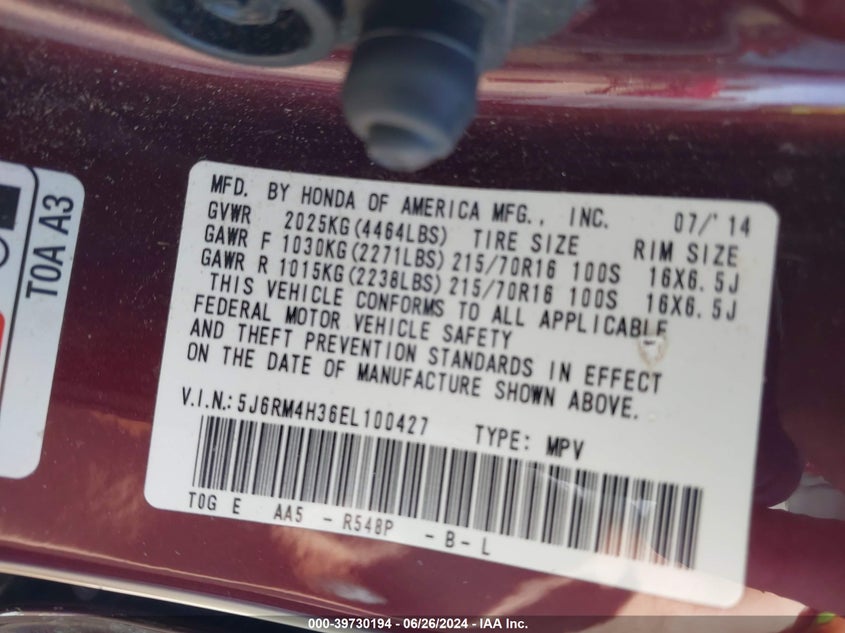 MFD. BY HONDA OF AMERICA MFG., INC. 07/'14
GVWR 2025KG(4464LBS) TIRE SIZE RIM SIZE
GAWR F 1030KG(2271LBS) 215/70R16 100S 16X6.5J
GAWR R 1015KG(2238LBS) 215/70R16 100S 16X6.5J
THIS VEHICLE CONFORMS TO ALL APPLICABLE
FEDERAL MOTOR VEHICLE SAFETY
AND THEFT PREVENTION STANDARDS IN EFFECT
ON THE DATE OF MANUFACTURE SHOWN ABOVE.
V.I.N.: 5J6RM4H36EL100427 TYPE: MPV
T0G E AA5 - R548P - B - L
T0A A3
000-39730194 - 06/26/2024 - IAA Inc.